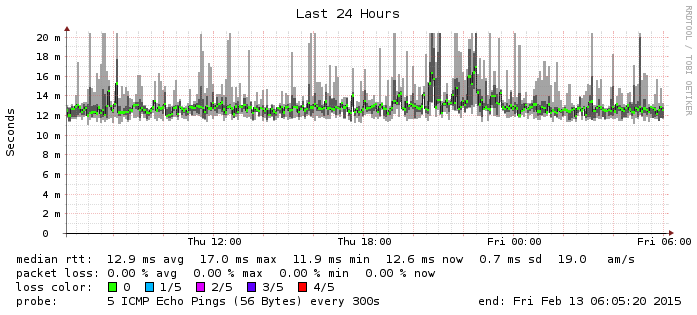 Last 24 Hours
RRDTOOL / TOBI OETIKER
Seconds
20 m
18 m
16 m
14 m
12 m
10 m
8 m
6 m
4 m
2 m
0
Thu 12:00 Thu 18:00 Fri 00:00 Fri 06:00
median rtt: 12.9 ms avg 17.0 ms max 11.9 ms min 12.6 ms now 0.7 ms sd 19.0 am/s
packet loss: 0.00 % avg 0.00 % max 0.00 % min 0.00 % now
loss color: 0 1/5 2/5 3/5 4/5
probe: 5 ICMP Echo Pings (56 Bytes) every 300s end: Fri Feb 13 06:05:20 2015